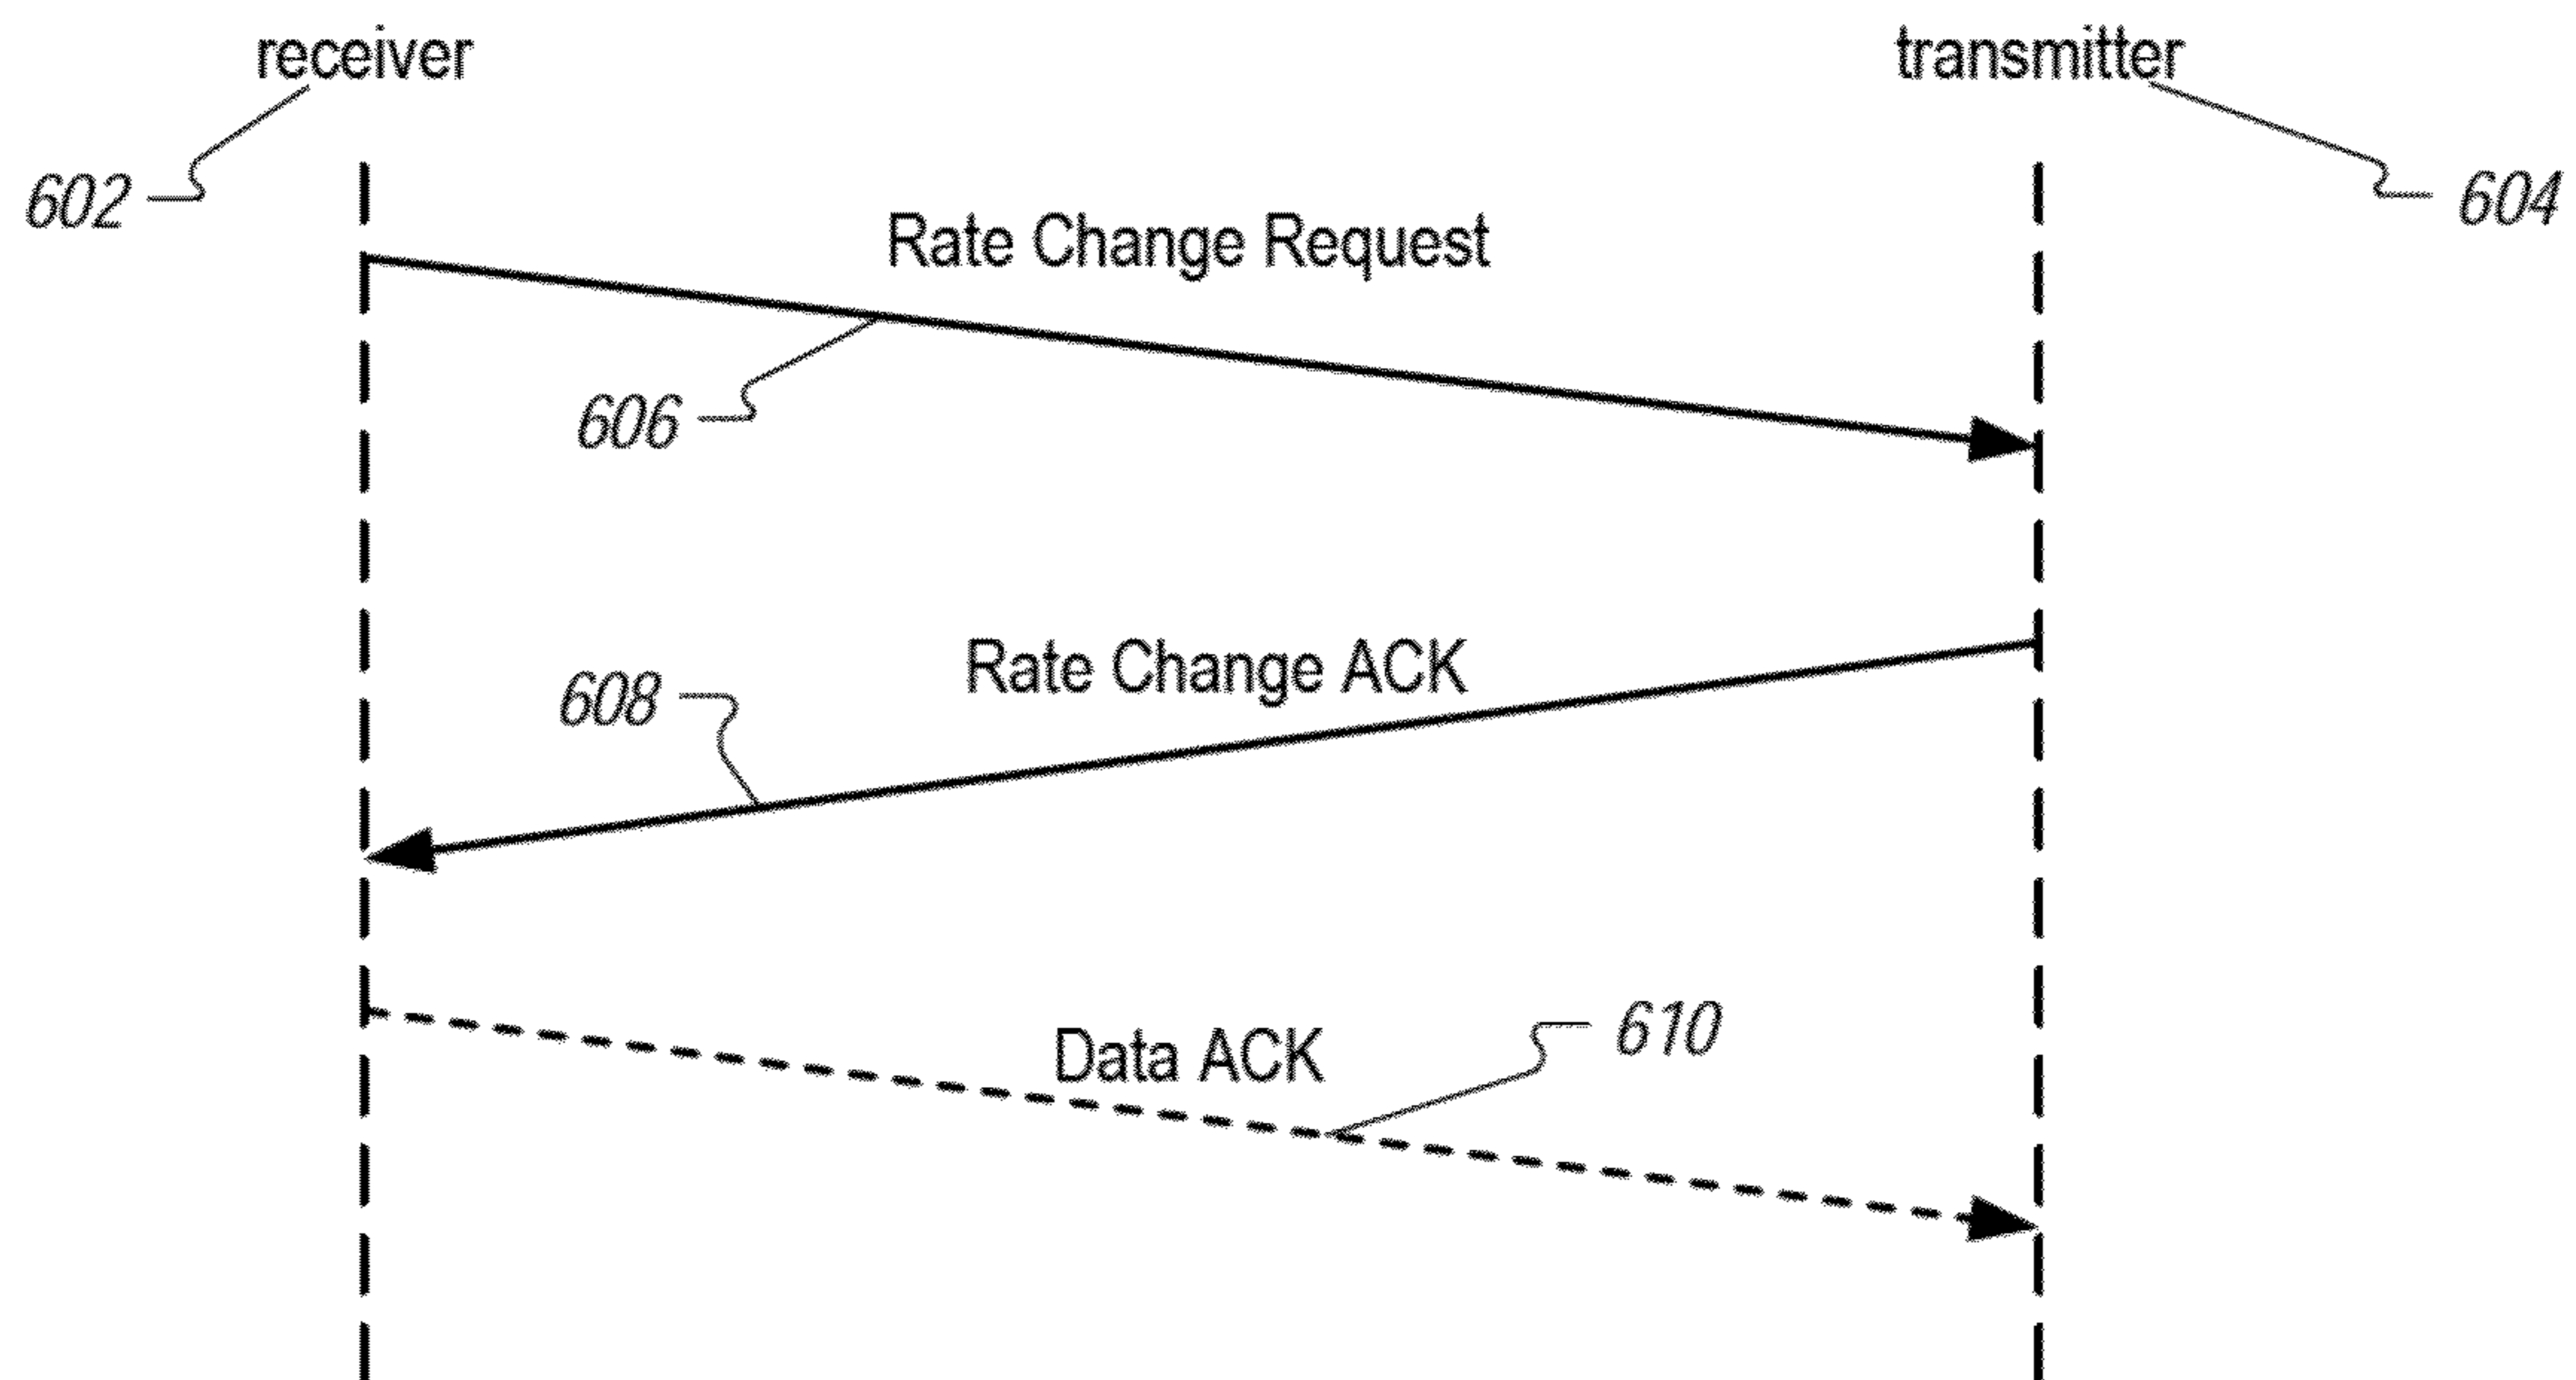 receiver
transmitter
602
604
Rate Change Request
606
Rate Change ACK
608
Data ACK
610